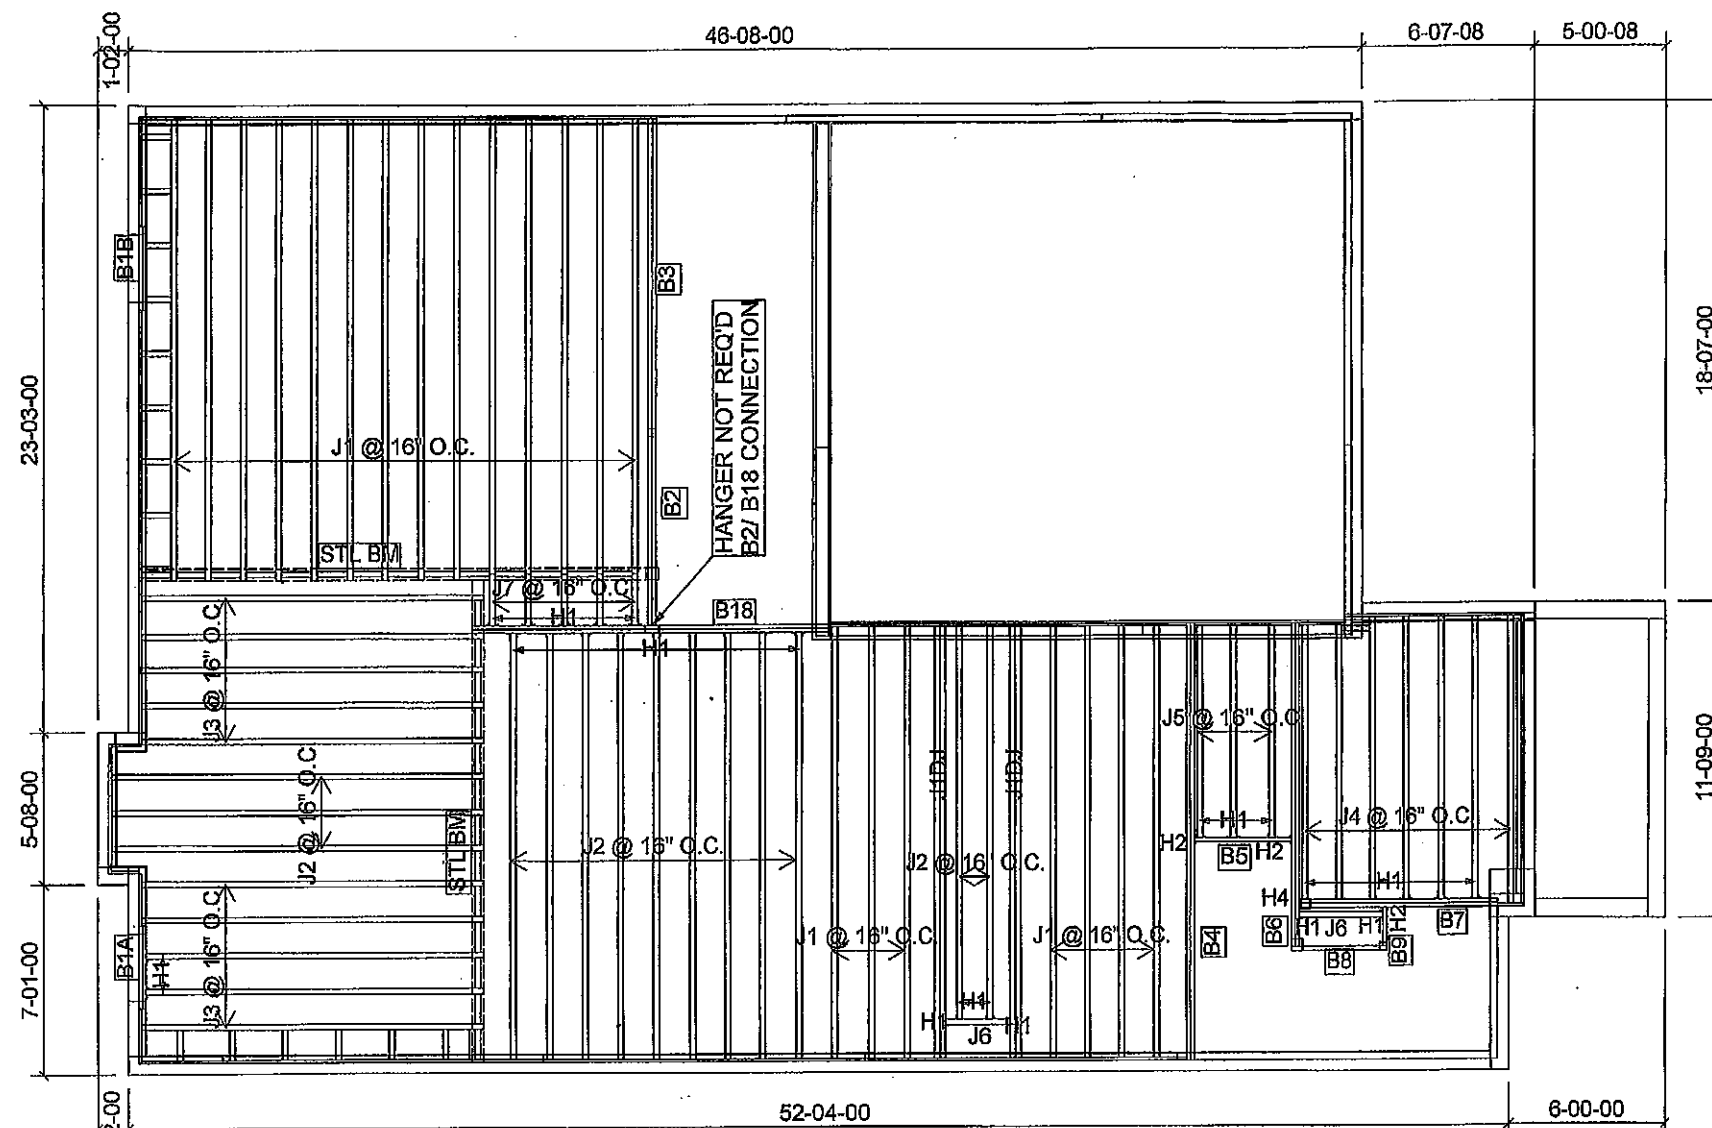 46-08-00
6-07-08
5-00-08
1-02-00
B1B
B3
HANGER NOT REQ'D
B2/ B18 CONNECTION
18-07-00
23-03-00
J1 @ 16" O.C.
B2
STL BM
J7 @ 16" O.C
H1
B18
J3 @ 16" O.C
H1
J5 @ 16" O.C
J1DJ
J1DJ
5-08-00
J2 @ 16" O.C
STL BM
J2 @ 16" O.C.
J2 @ 16" O.C.
H2
H1
B5
H2
J4 @ 16" O.C.
H1
11-09-00
H4
B6
H1
J6
H1
H2
B7
B8
B9
B4
7-01-00
B1A
H1
J3 @ 16" O.C
J1 @ 16" O.C.
J1 @ 16" O.C.
H1
H1
J6
H1
52-04-00
6-00-00